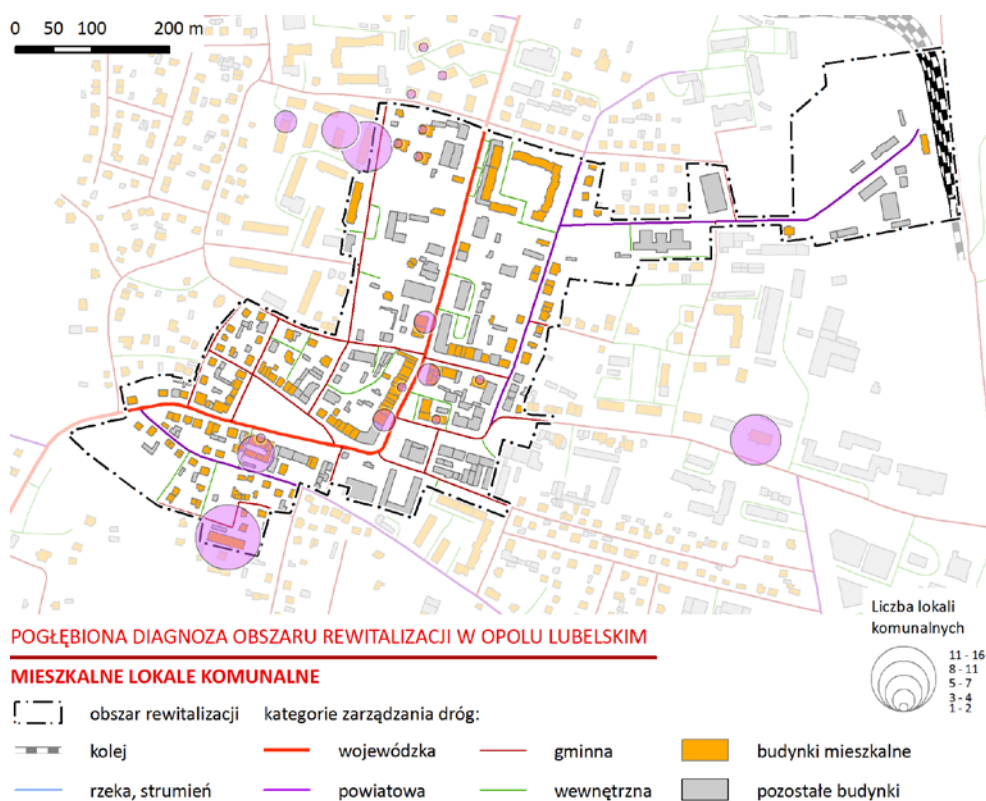 0 50 100 200 m
Liczba lokali
komunalnych
11 - 16
8 - 11
5 - 7
3 - 4
1 - 2
POGŁĘBIONA DIAGNOZA OBSZARU REWITALIZACJI W OPOLU LUBELSKIM
MIESZKALNE LOKALE KOMUNALNE
obszar rewitalizacji kategorie zarządzania dróg:
kolej wojewódzka gminna budynki mieszkalne
rzeka, strumień powiatowa wewnętrzna pozostałe budynki